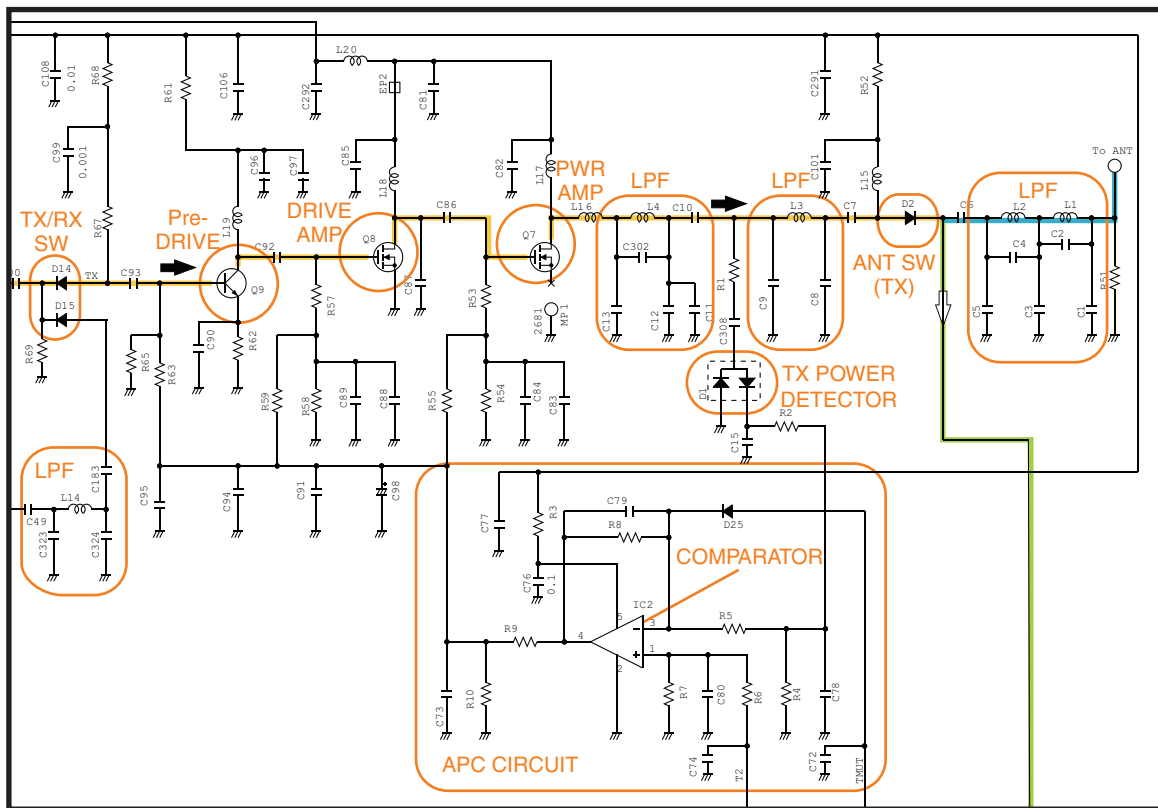 L20
C108
0.01
R68
R61
C106
C292
EP2
C81
C291
R52
To ANT
C99
0.001
C96
C97
C85
L18
C82
L17
PWR
AMP
LPF
LPF
C101
L15
LPF
TX/RX
SW
R67
Pre-
DRIVE
L19
DRIVE
AMP
C86
L16
L4
C10
L3
C7
D2
C6
L2
L1
D14
TX
C93
C92
Q8
Q7
C302
C4
C2
ANT SW
(TX)
D15
Q9
C87
R57
R53
2681
MP1
C13
C12
C11
R1
C308
C9
C8
C5
C3
C1
R51
R69
R65
R63
C90
R62
R59
R58
C89
C88
R55
R54
C84
C83
D1
TX POWER
DETECTOR
R2
C15
LPF
C183
L14
C49
C323
C324
C95
C94
C91
C98
C77
R3
C79
R8
D25
COMPARATOR
C76
0.1
IC2
5
3
4
1
2
R9
R5
R10
C73
R7
C80
R6
R4
C78
C74
T2
C72
TMUT
APC CIRCUIT